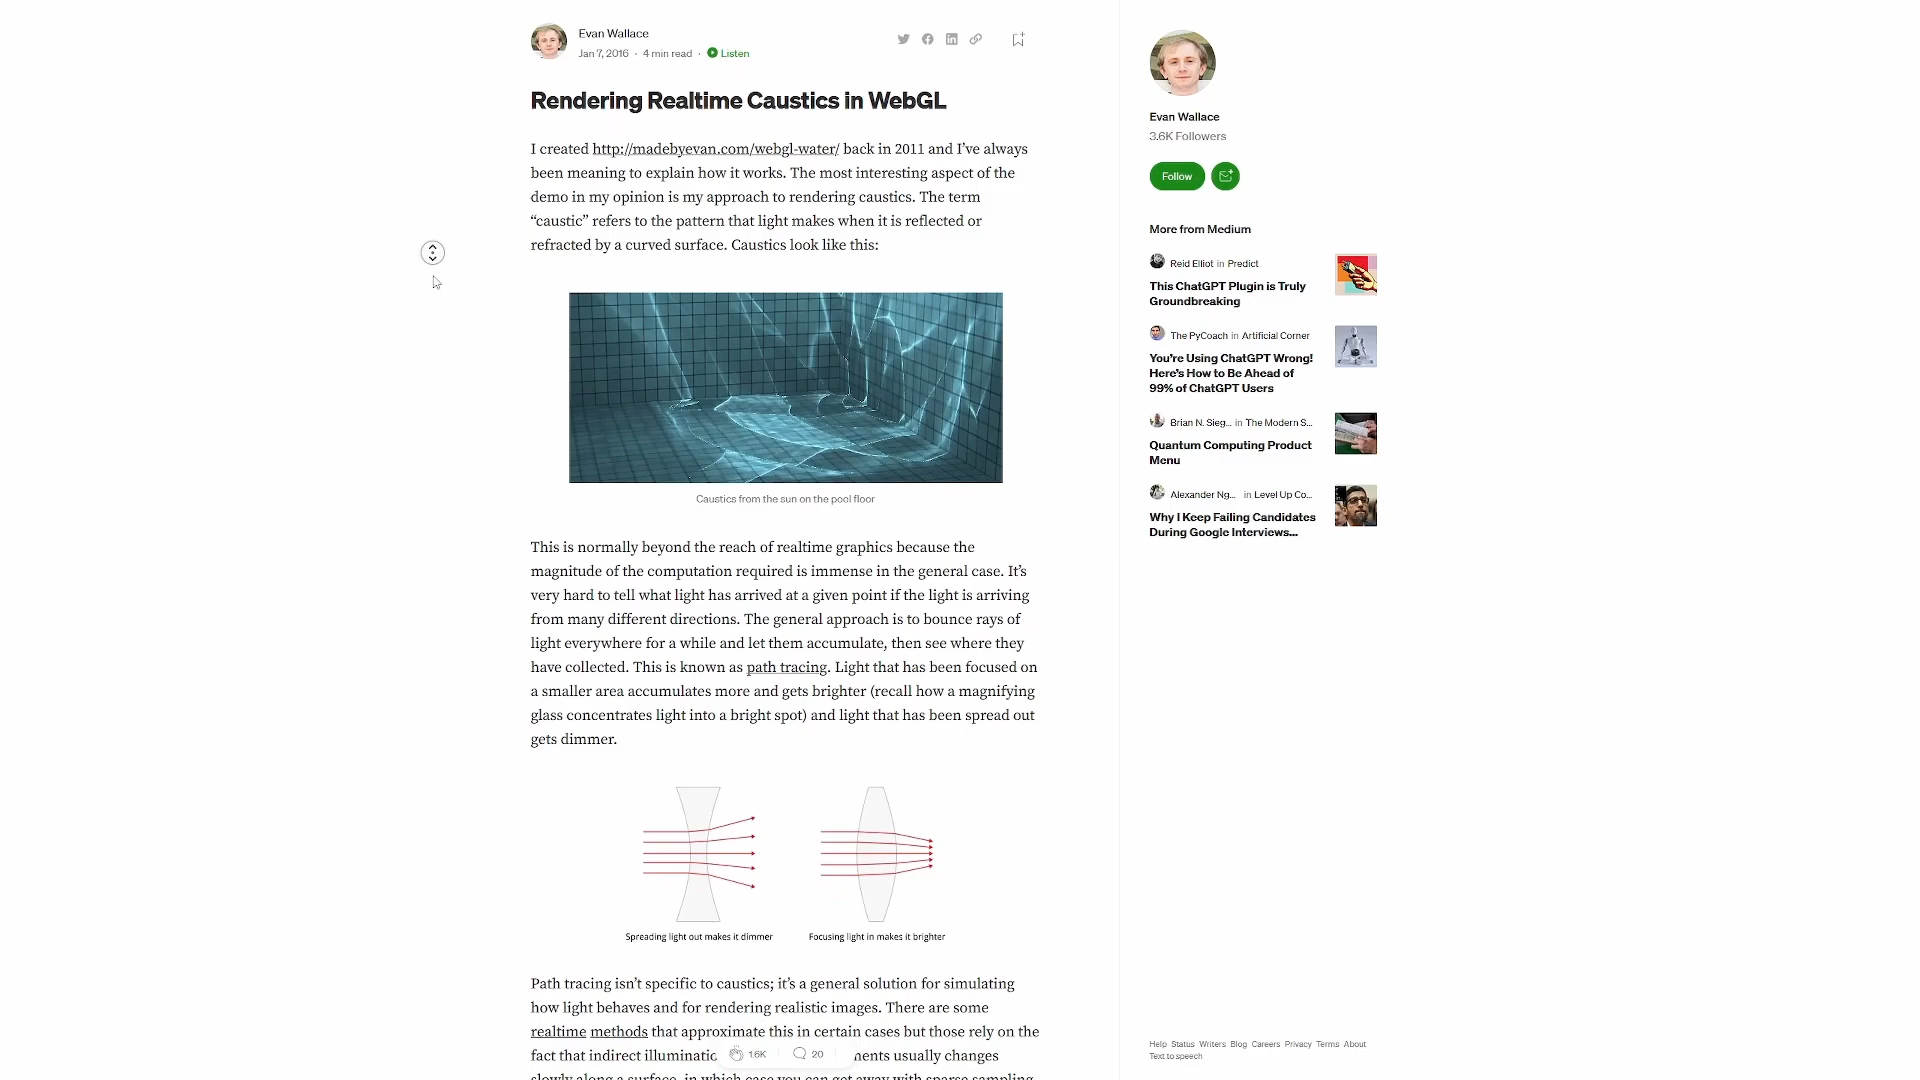 Evan Wallace
Jan 7, 2016 · 4 min read · Listen
Rendering Realtime Caustics in WebGL
I created http://madebyevan.com/webgl-water/ back in 2011 and I’ve always
been meaning to explain how it works. The most interesting aspect of the
demo in my opinion is my approach to rendering caustics. The term
“caustic” refers to the pattern that light makes when it is reflected or
refracted by a curved surface. Caustics look like this:
Caustics from the sun on the pool floor
This is normally beyond the reach of realtime graphics because the
magnitude of the computation required is immense in the general case. It’s
very hard to tell what light has arrived at a given point if the light is arriving
from many different directions. The general approach is to bounce rays of
light everywhere for a while and let them accumulate, then see where they
have collected. This is known as path tracing. Light that has been focused on
a smaller area accumulates more and gets brighter (recall how a magnifying
glass concentrates light into a bright spot) and light that has been spread out
gets dimmer.
Spreading light out makes it dimmer
Focusing light in makes it brighter
Path tracing isn’t specific to caustics; it’s a general solution for simulating
how light behaves and for rendering realistic images. There are some
realtime methods that approximate this in certain cases but those rely on the
fact that indirect usually changes
1.6K 20
slowly along a surface, in which case you can get away with sparse sampling
Evan Wallace
3.6K Followers
Follow
More from Medium
Reid Elliot in Predict
This ChatGPT Plugin is Truly
Groundbreaking
The PyCoach in Artificial Corner
You’re Using ChatGPT Wrong!
Here’s How to Be Ahead of
99% of ChatGPT Users
Brian N. Sieg... in The Modern S...
Quantum Computing Product
Menu
Alexander Ng... in Level Up Co...
Why I Keep Failing Candidates
During Google Interviews...
Help Status Writers Blog Careers Privacy Terms About
Text to speech